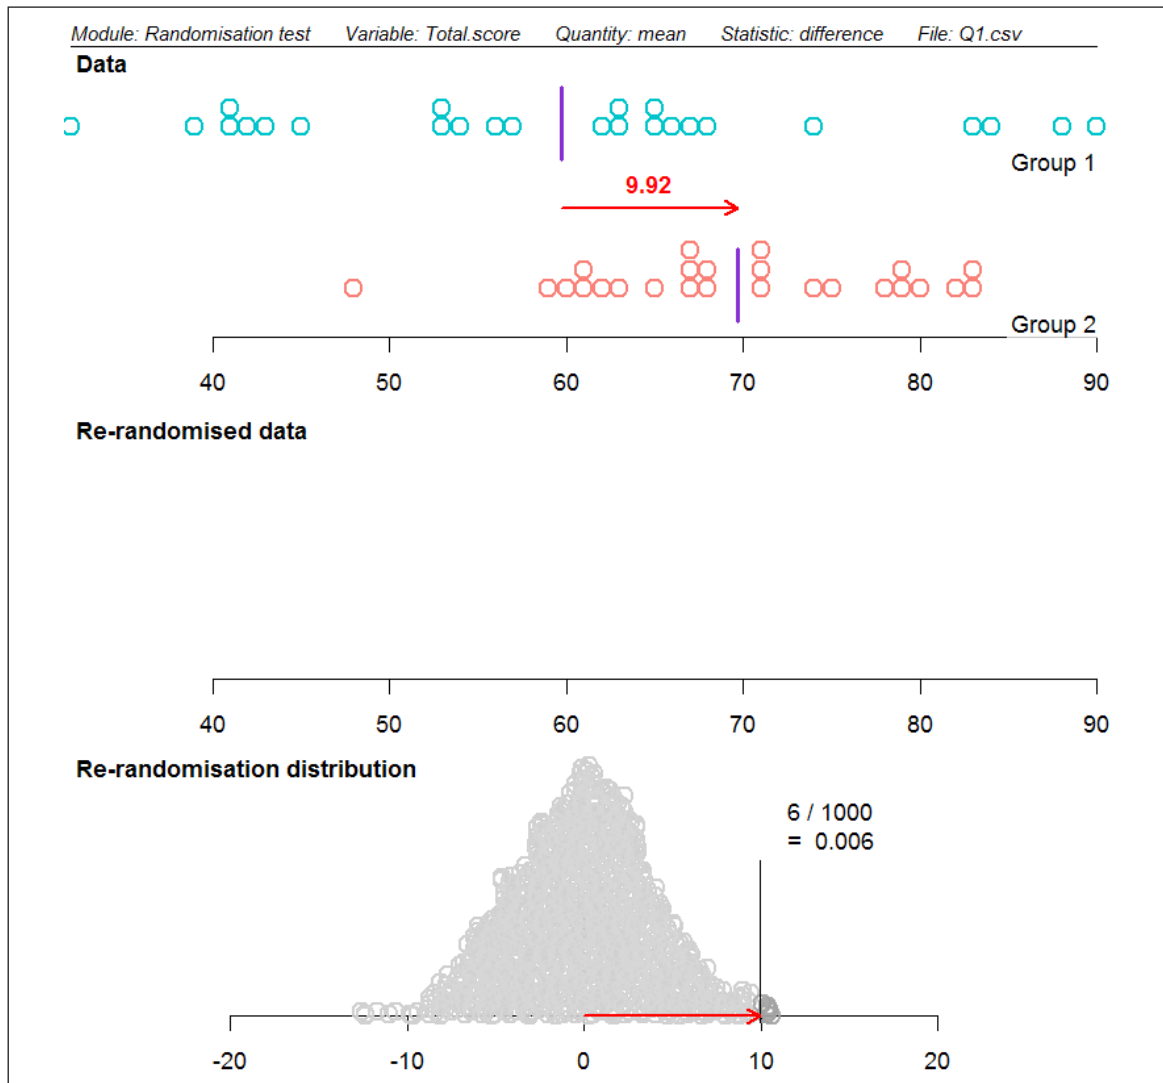 Module: Randomisation test Variable: Total.score Quantity: mean Statistic: difference File: Q1.csv
Data
Group 1
9.92
Group 2
40 50 60 70 80 90
Re-randomised data
40 50 60 70 80 90
Re-randomisation distribution
6 / 1000
= 0.006
-20 -10 0 10 20